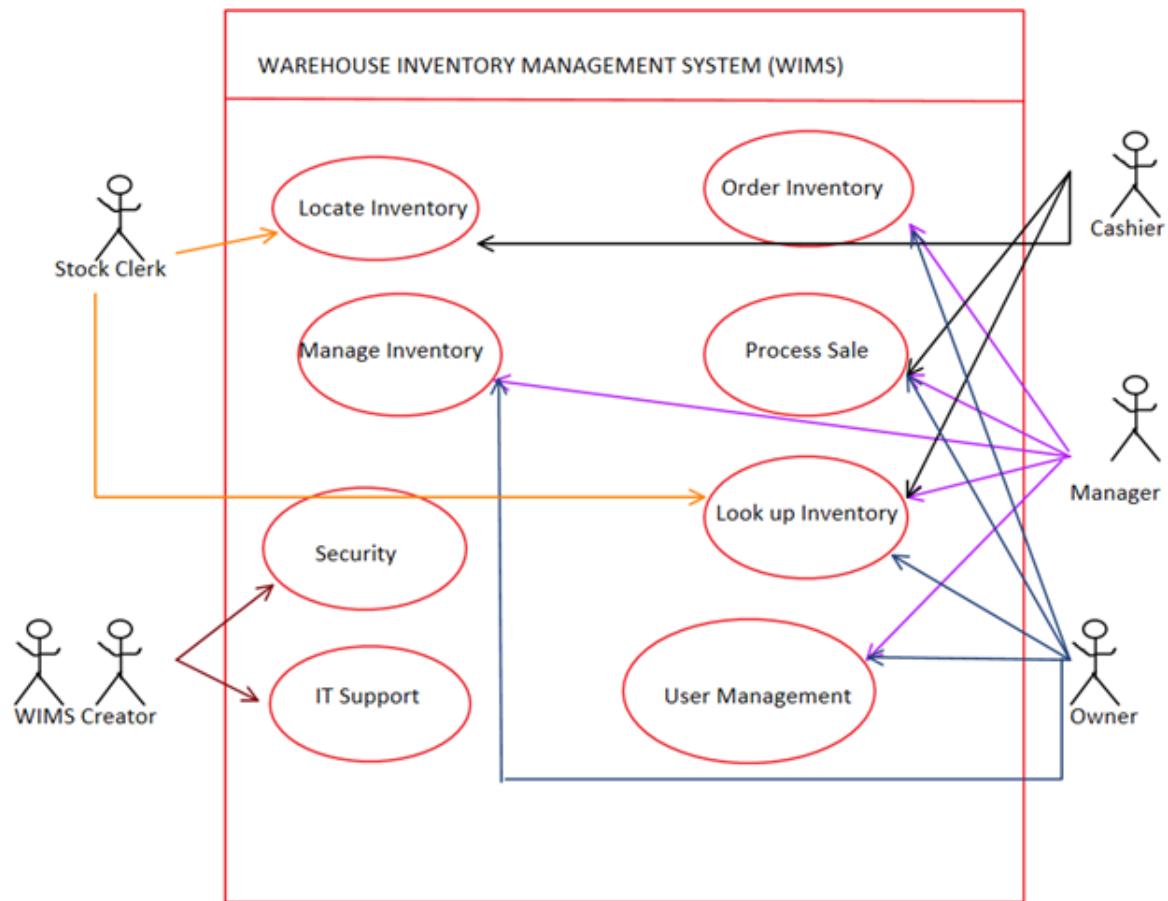 WAREHOUSE INVENTORY MANAGEMENT SYSTEM (WIMS)
Locate Inventory
Order Inventory
Cashier
Stock Clerk
Manage Inventory
Process Sale
Manager
Look up Inventory
Security
User Management
IT Support
WIMS Creator
Owner